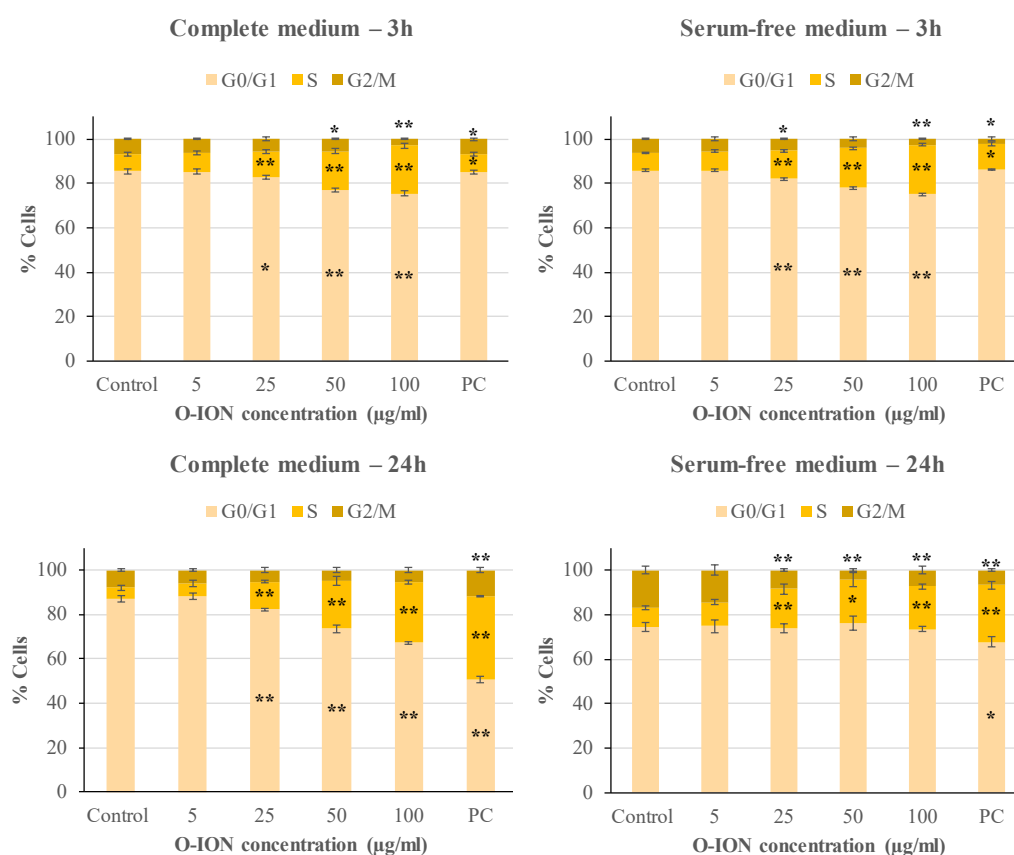 Complete medium – 3h
G0/G1 S G2/M
* ** *
100
** ** ** *
80
60
% Cells
40
* ** **
20
0
Control 5 25 50 100 PC
O-ION concentration (µg/ml)
Serum-free medium – 3h
G0/G1 S G2/M
* ** *
100
** ** ** *
80
60
% Cells
40
** ** **
20
0
Control 5 25 50 100 PC
O-ION concentration (µg/ml)
Complete medium – 24h
G0/G1 S G2/M
**
100
** ** ** **
80
60
% Cells
40
** ** ** **
20
0
Control 5 25 50 100 PC
O-ION concentration (µg/ml)
Serum-free medium – 24h
G0/G1 S G2/M
** ** ** **
100
** * ** **
80
60
% Cells
40
*
20
0
Control 5 25 50 100 PC
O-ION concentration (µg/ml)